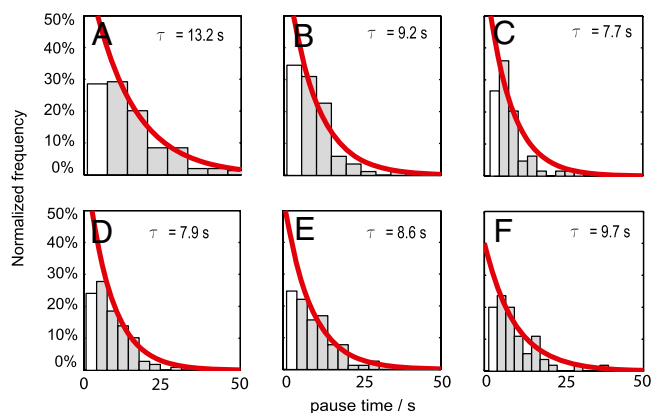 50% A τ = 13.2 s B τ = 9.2 s C τ = 7.7 s
40%
30%
20%
10%
0%
Normalized frequency
50% D τ = 7.9 s E τ = 8.6 s F τ = 9.7 s
40%
30%
20%
10%
0%
0 25 50 0 25 50 0 25 50
pause time / s